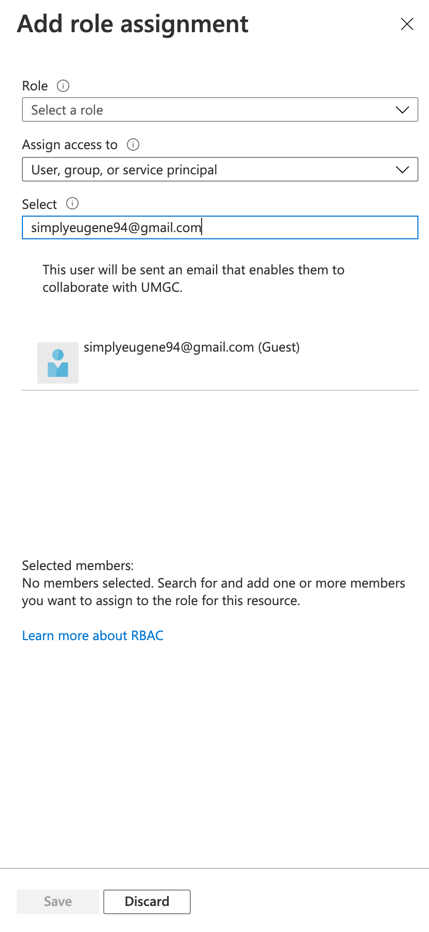 Add role assignment
Role
Select a role
Assign access to
User, group, or service principal
Select
simplyeugene94@gmail.com
This user will be sent an email that enables them to
collaborate with UMGC.
simplyeugene94@gmail.com (Guest)
Selected members:
No members selected. Search for and add one or more members
you want to assign to the role for this resource.
Learn more about RBAC
Save
Discard